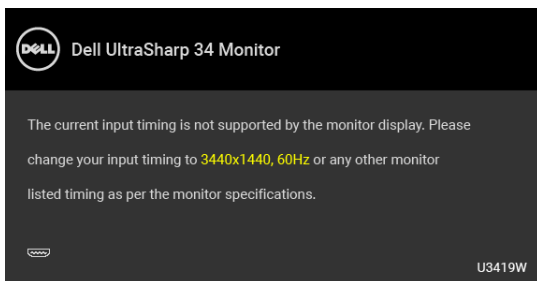 DELL
Dell UltraSharp 34 Monitor
The current input timing is not supported by the monitor display. Please
change your input timing to 3440x1440, 60Hz or any other monitor
listed timing as per the monitor specifications.
U3419W